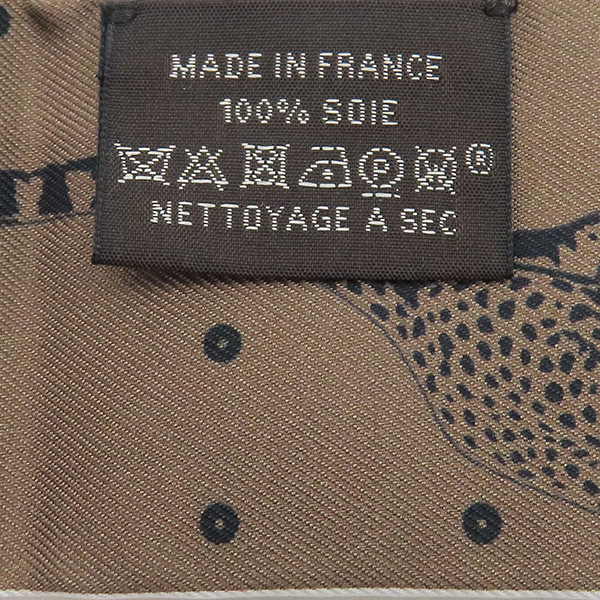 MADE IN FRANCE
100% SOIE
P W ®
NETTOYAGE A SEC